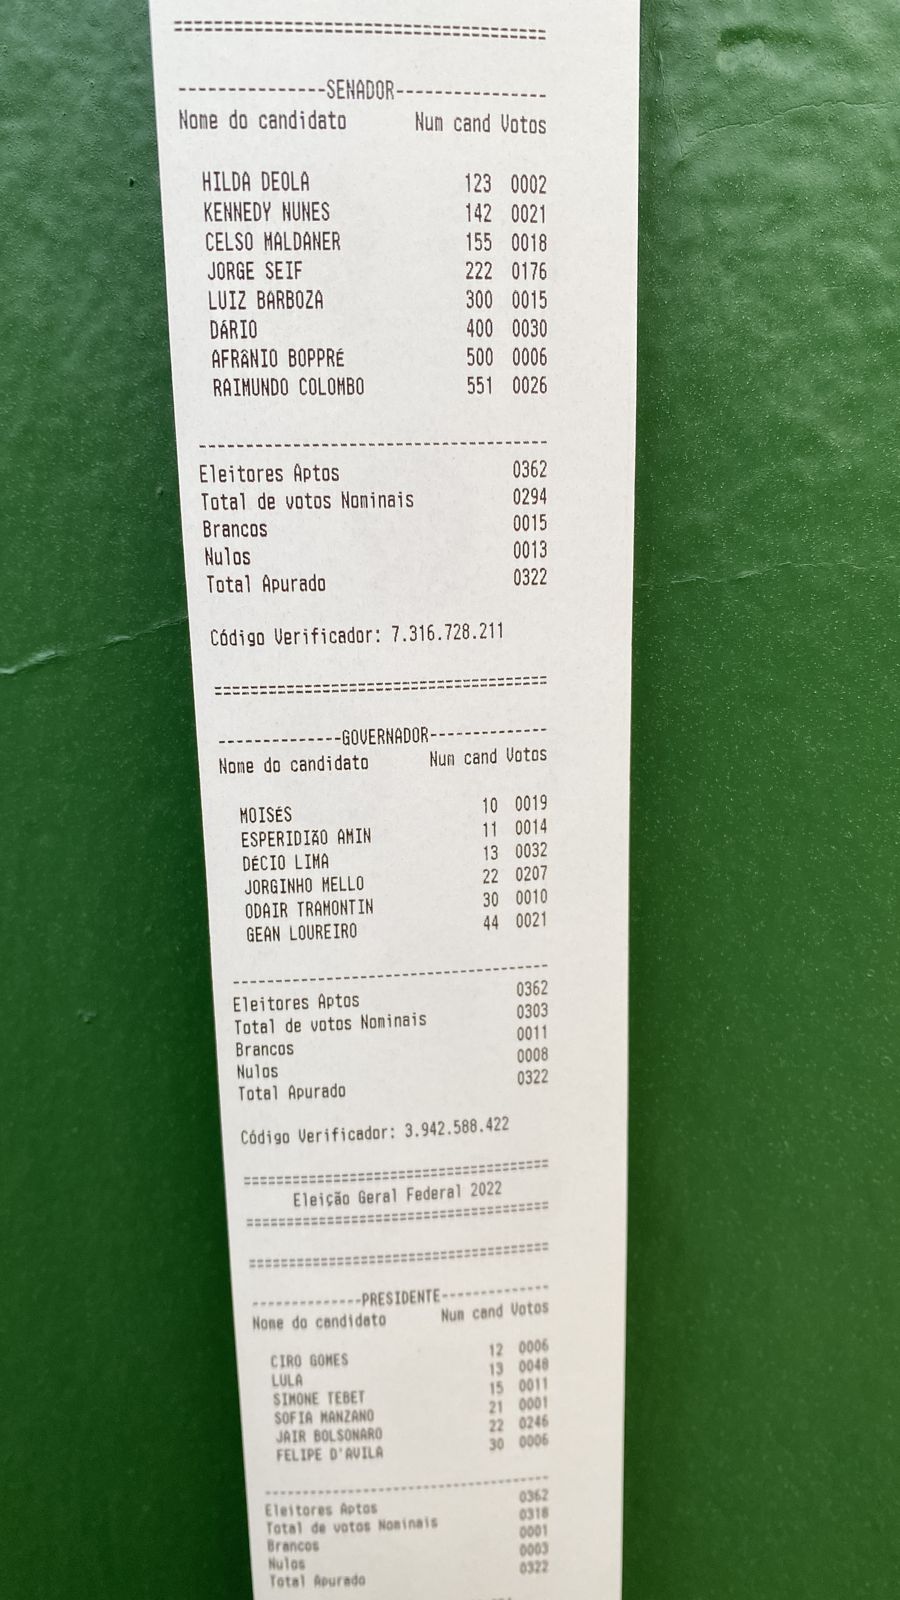 =====================================
---------------SENADOR---------------
Nome do candidato Num cand Votos
HILDA DEOLA 123 0002
KENNEDY NUNES 142 0021
CELSO MALDANER 155 0018
JORGE SEIF 222 0176
LUIZ BARBOZA 300 0015
DÁRIO 400 0030
AFRÂNIO BOPPRÉ 500 0006
RAIMUNDO COLOMBO 551 0026
-------------------------------------
Eleitores Aptos 0362
Total de votos Nominais 0294
Brancos 0015
Nulos 0013
Total Apurado 0322
Código Verificador: 7.316.728.211
=====================================
--------------GOVERNADOR-------------
Nome do candidato Num cand Votos
MOISÉS 10 0019
ESPERIDIÃO AMIN 11 0014
DÉCIO LIMA 13 0032
JORGINHO MELLO 22 0207
ODAIR TRAMONTIN 30 0010
GEAN LOUREIRO 44 0021
-------------------------------------
Eleitores Aptos 0362
Total de votos Nominais 0303
Brancos 0011
Nulos 0008
Total Apurado 0322
Código Verificador: 3.942.588.422
=====================================
Eleição Geral Federal 2022
=====================================
=====================================
--------------PRESIDENTE-------------
Nome do candidato Num cand Votos
CIRO GOMES 12 0006
LULA 13 0048
SIMONE TEBET 15 0011
SOFIA MANZANO 21 0001
JAIR BOLSONARO 22 0246
FELIPE D'AVILA 30 0006
-------------------------------------
Eleitores Aptos 0362
Total de votos Nominais 0318
Brancos 0001
Nulos 0003
Total Apurado 0322